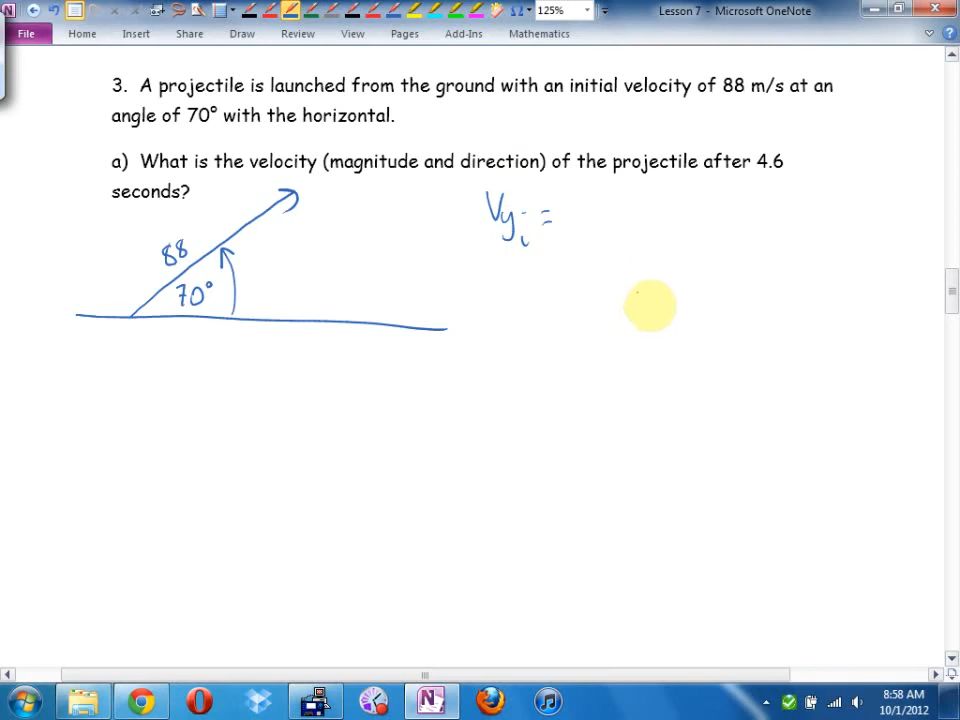 125%
Lesson 7 - Microsoft OneNote
File Home Insert Share Draw Review View Pages Add-Ins Mathematics
3. A projectile is launched from the ground with an initial velocity of 88 m/s at an
angle of 70° with the horizontal.
a) What is the velocity (magnitude and direction) of the projectile after 4.6
seconds?
Vyi =
88
70°
8:58 AM
10/1/2012